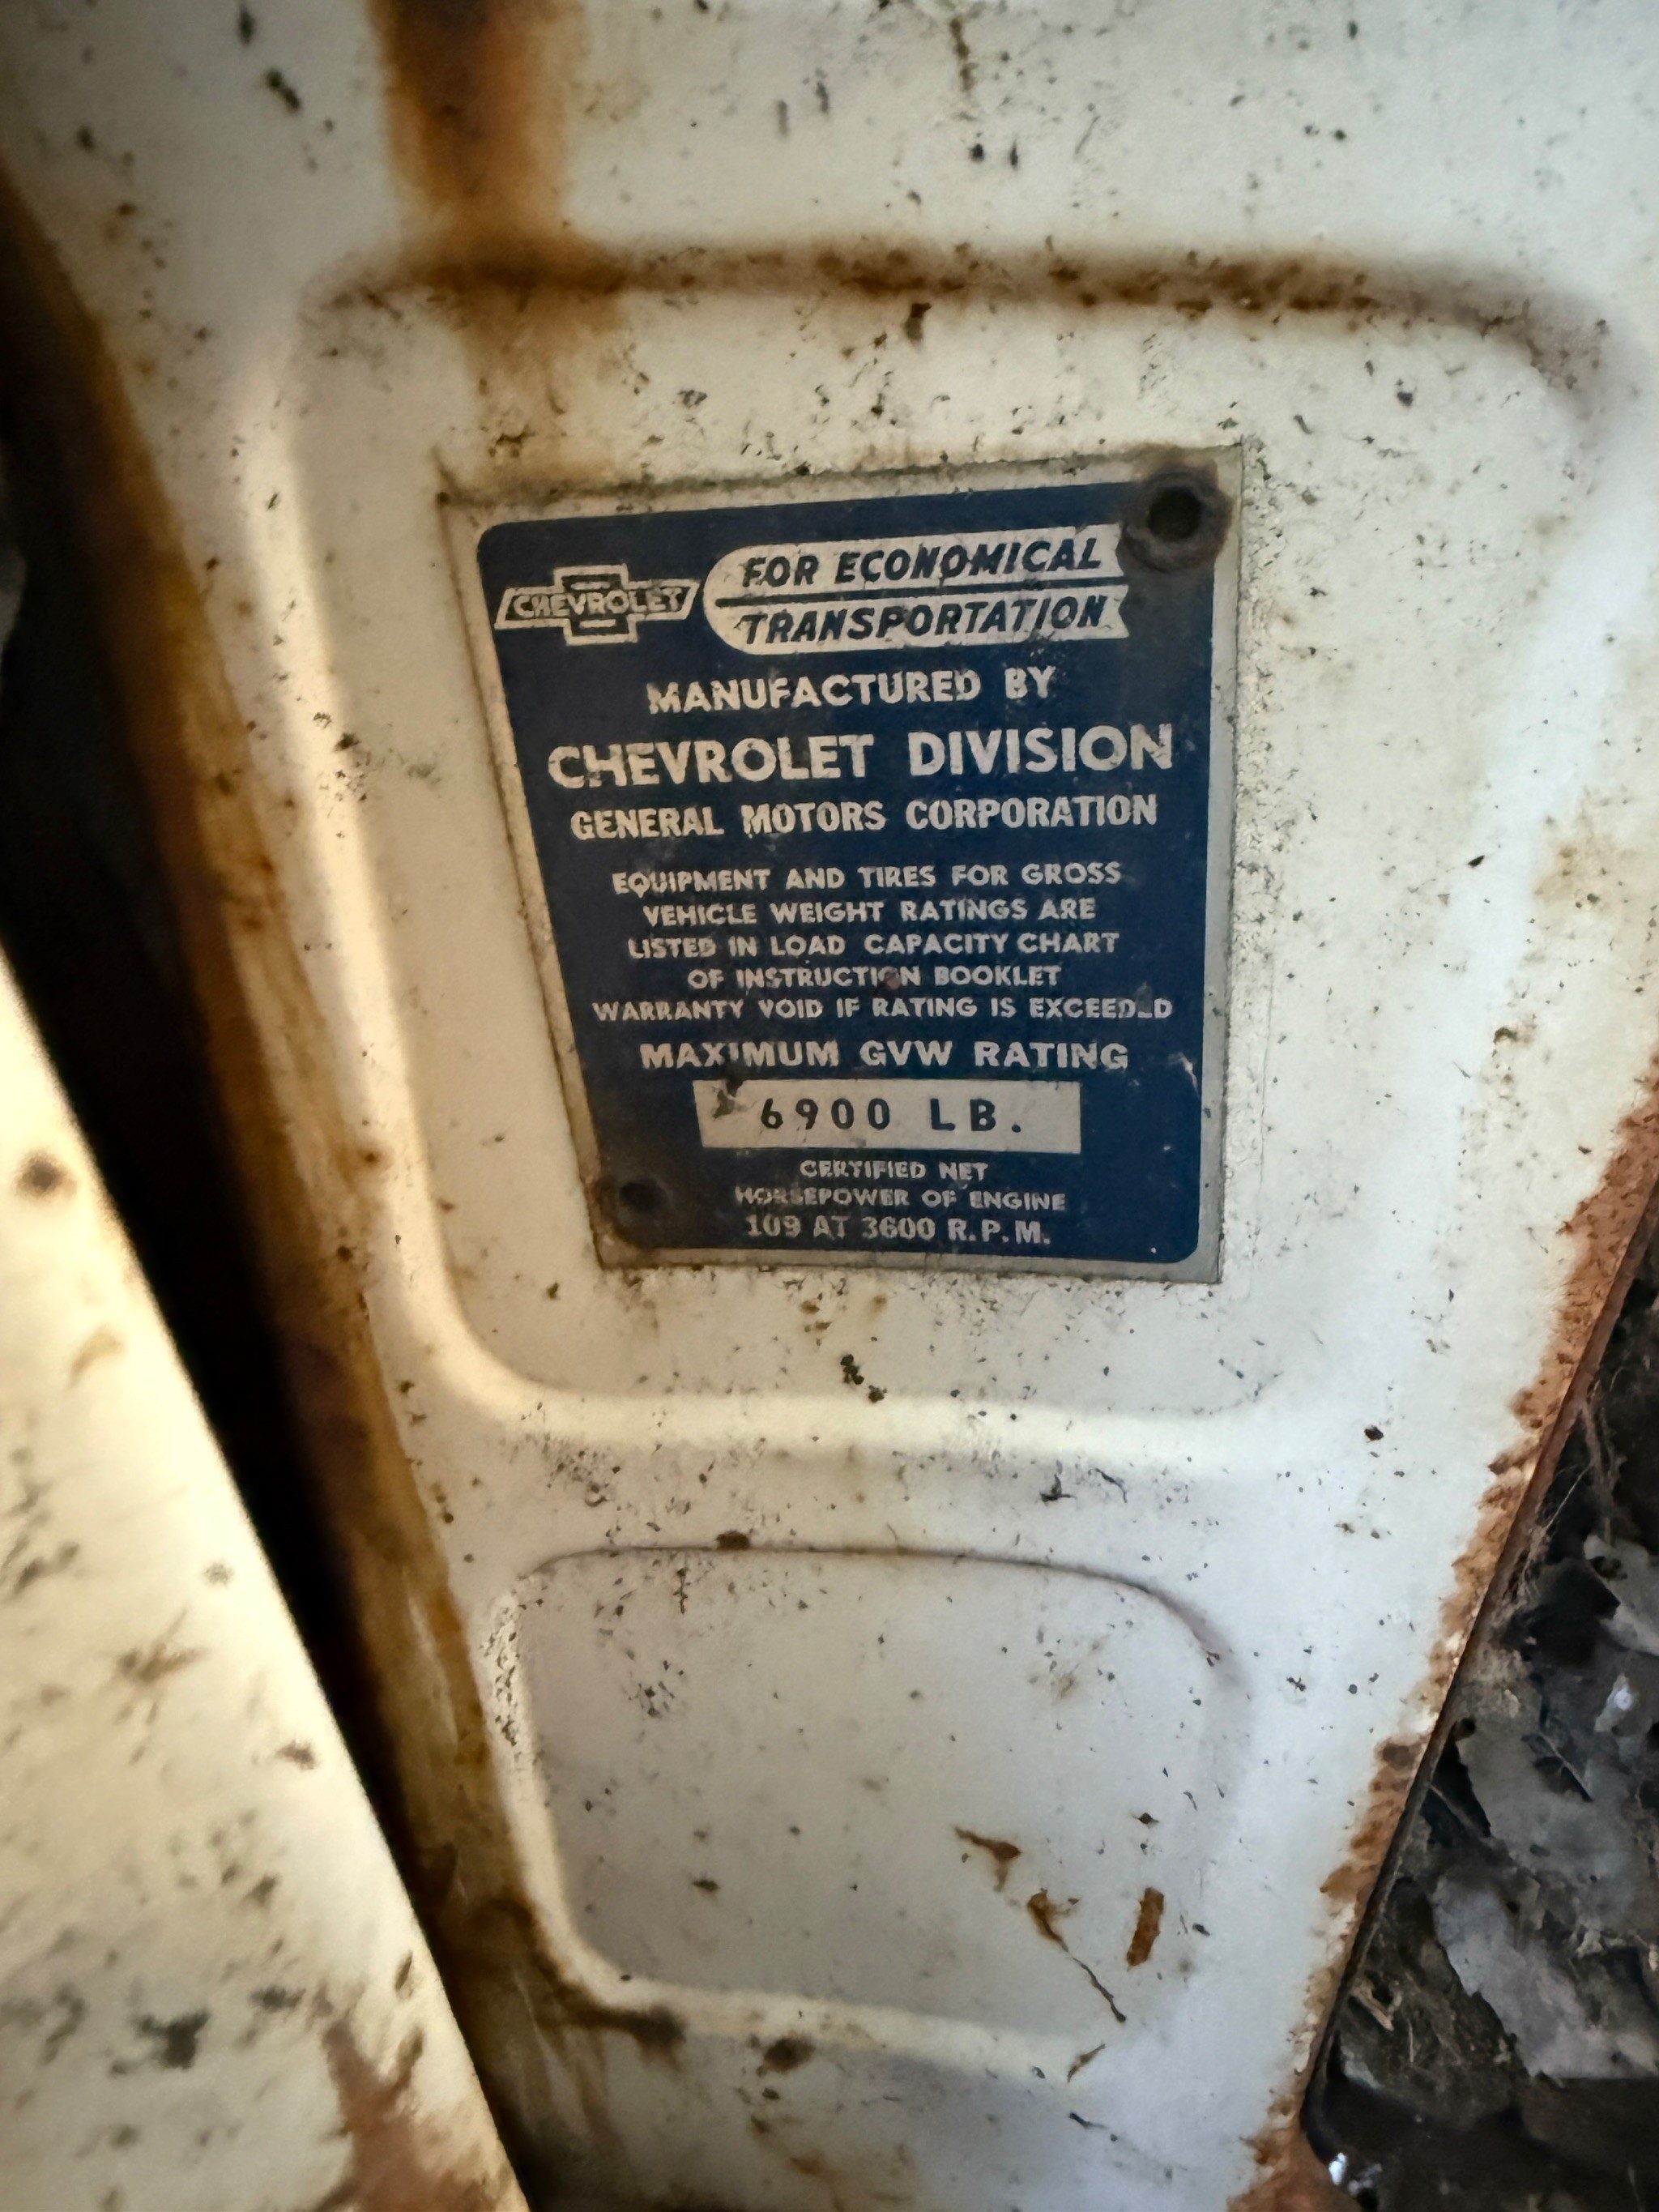 CHEVROLET
FOR ECONOMICAL
TRANSPORTATION
MANUFACTURED BY
CHEVROLET DIVISION
GENERAL MOTORS CORPORATION
EQUIPMENT AND TIRES FOR GROSS
VEHICLE WEIGHT RATINGS ARE
LISTED IN LOAD CAPACITY CHART
OF INSTRUCTION BOOKLET
WARRANTY VOID IF RATING IS EXCEEDED
MAXIMUM GVW RATING
6900 LB.
CERTIFIED NET
HORSEPOWER OF ENGINE
109 AT 3600 R.P.M.